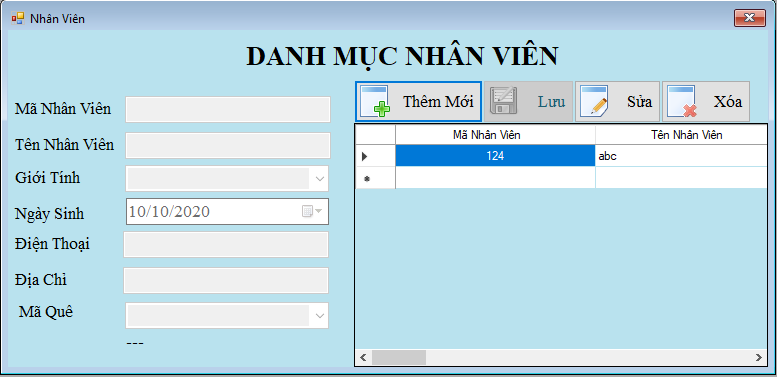 Nhân Viên
DANH MỤC NHÂN VIÊN
Thêm Mới Lưu Sửa Xóa
Mã Nhân Viên
Tên Nhân Viên
Giới Tính
Ngày Sinh 10/10/2020
Điện Thoại
Địa Chỉ
Mã Quê
---
Mã Nhân Viên Tên Nhân Viên
124 abc